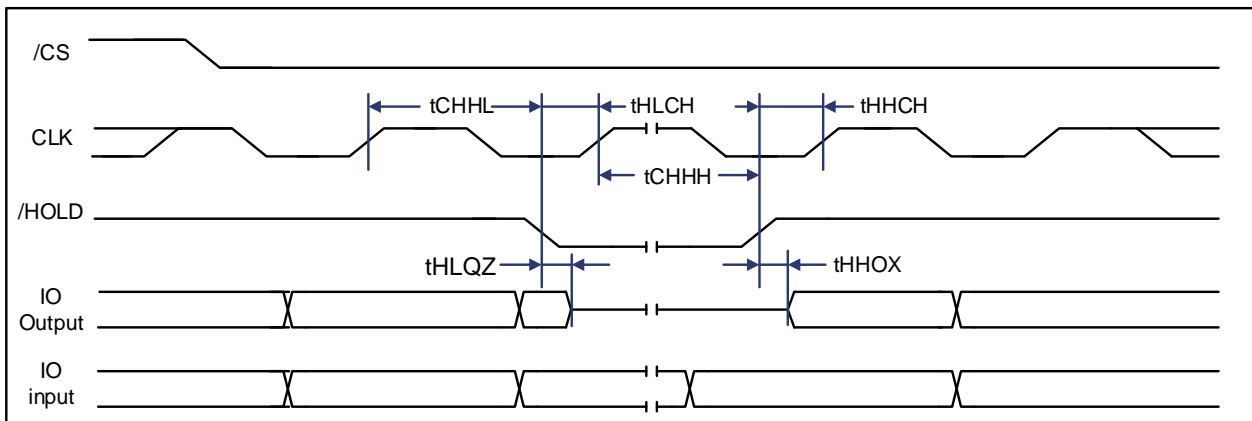 /CS
tCHHL
tHLCH
tHHCH
CLK
tCHHH
/HOLD
tHLQZ
tHHOX
IO
Output
IO
input